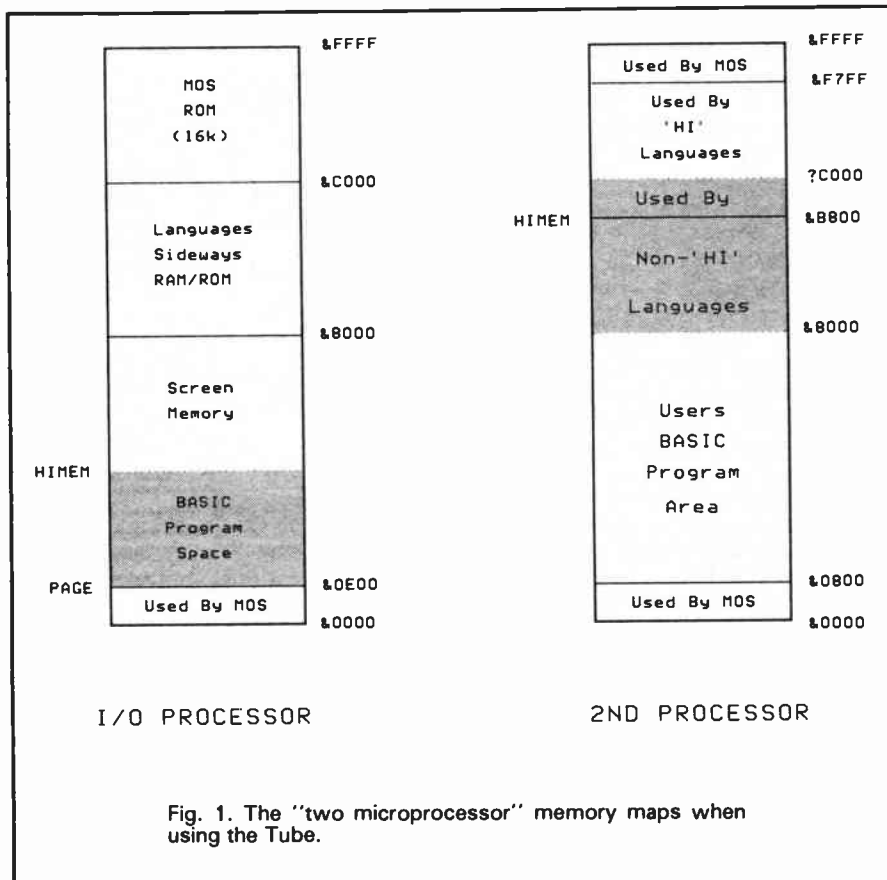 &FFFF
MOS
ROM
(16k)
&C000
Languages
Sideways
RAM/ROM
&8000
Screen
Memory
HIMEM
BASIC
Program
Space
PAGE
&0E00
Used By MOS
&0000
I/O PROCESSOR
&FFFF
Used By MOS
&F7FF
Used By
'HI'
Languages
?C000
Used By
HIMEM
&B800
Non-'HI'
Languages
&8000
Users
BASIC
Program
Area
&0800
Used By MOS
&0000
2ND PROCESSOR
Fig. 1. The "two microprocessor" memory maps when
using the Tube.